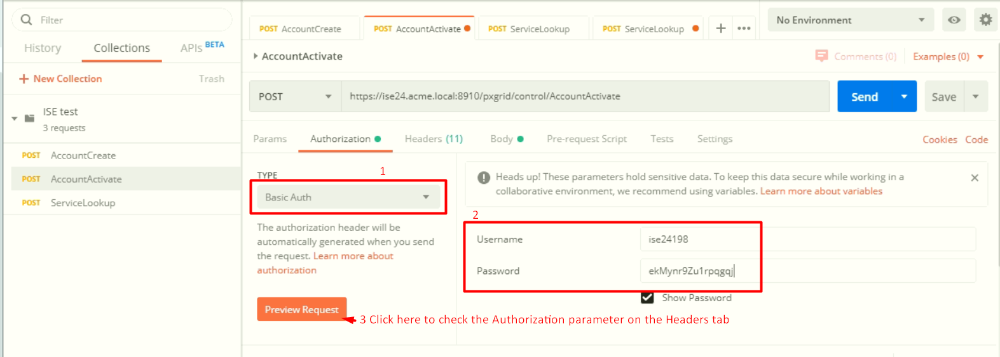 Filter
History
Collections
APIs BETA
+ New Collection
Trash
ISE test
3 requests
POST AccountCreate
POST AccountActivate
POST ServiceLookup
POST AccountCreate
POST AccountActivate
POST ServiceLookup
POST ServiceLookup
No Environment
AccountActivate
Comments (0)
Examples (0)
POST
https://ise24.acme.local:8910/pxgrid/control/AccountActivate
Send
Save
Params
Authorization
Headers (11)
Body
Pre-request Script
Tests
Settings
Cookies
Code
TYPE
1
Basic Auth
The authorization header will be
automatically generated when you send
the request. Learn more about
authorization
Preview Request
3 Click here to check the Authorization parameter on the Headers tab
Heads up! These parameters hold sensitive data. To keep this data secure while working in a
collaborative environment, we recommend using variables. Learn more about variables
2
Username
ise24198
Password
ekMynr9Zu1rpqgqj
Show Password